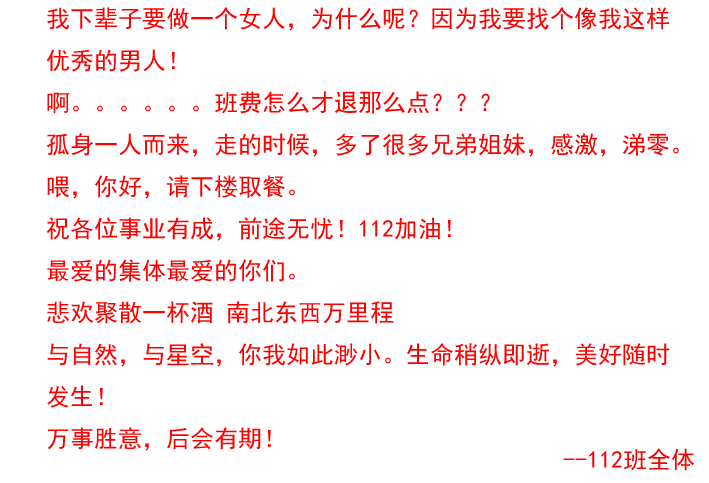 我下辈子要做一个女人，为什么呢？因为我要找个像我这样
优秀的男人！
啊。。。。。。班费怎么才退那么点？？？
孤身一人而来，走的时候，多了很多兄弟姐妹，感激，涕零。
喂，你好，请下楼取餐。
祝各位事业有成，前途无忧！112加油！
最爱的集体最爱的你们。
悲欢聚散一杯酒 南北东西万里程
与自然，与星空，你我如此渺小。生命稍纵即逝，美好随时
发生！
万事胜意，后会有期！
--112班全体